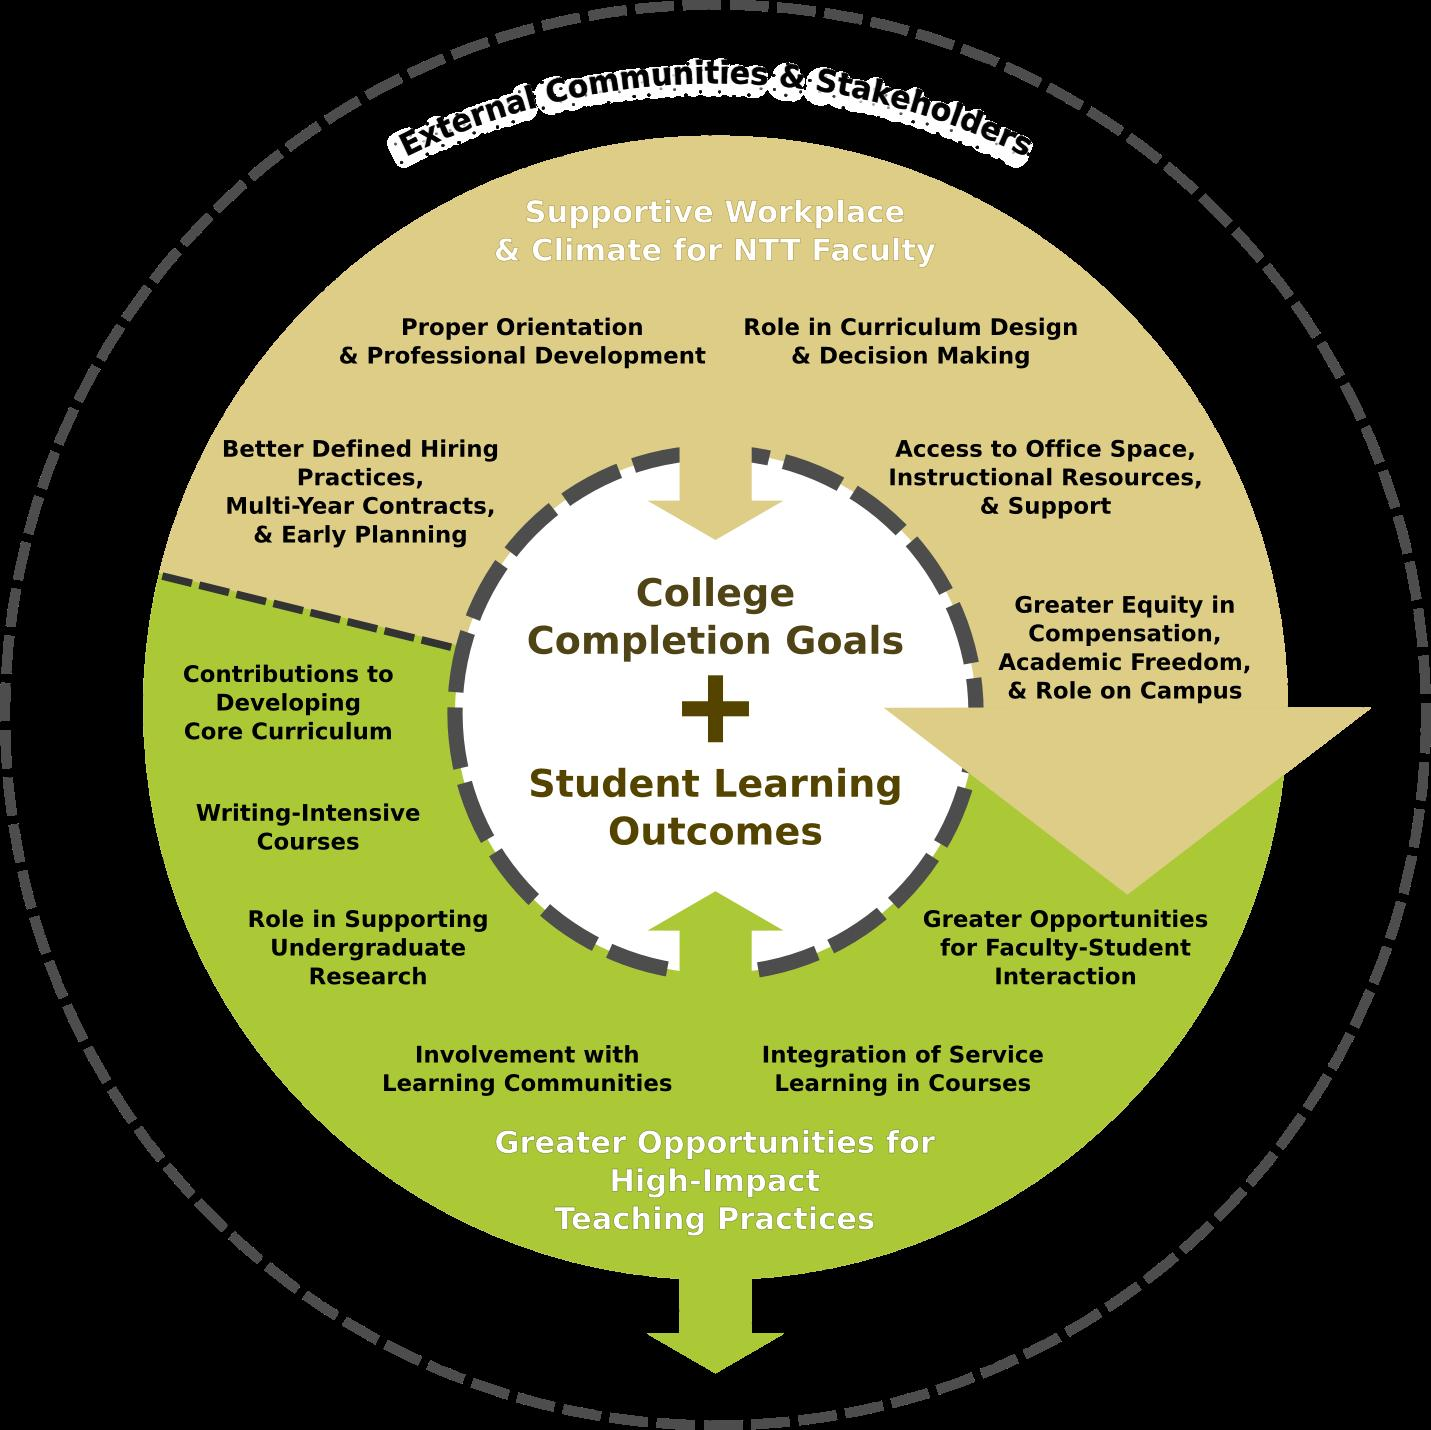 External Communities & Stakeholders
Supportive Workplace
& Climate for NTT Faculty
Proper Orientation
& Professional Development
Role in Curriculum Design
& Decision Making
Better Defined Hiring
Practices,
Multi-Year Contracts,
& Early Planning
Access to Office Space,
Instructional Resources,
& Support
Greater Equity in
Compensation,
Academic Freedom,
& Role on Campus
College
Completion Goals
+
Student Learning
Outcomes
Contributions to
Developing
Core Curriculum
Writing-Intensive
Courses
Role in Supporting
Undergraduate
Research
Greater Opportunities
for Faculty-Student
Interaction
Involvement with
Learning Communities
Integration of Service
Learning in Courses
Greater Opportunities for
High-Impact
Teaching Practices